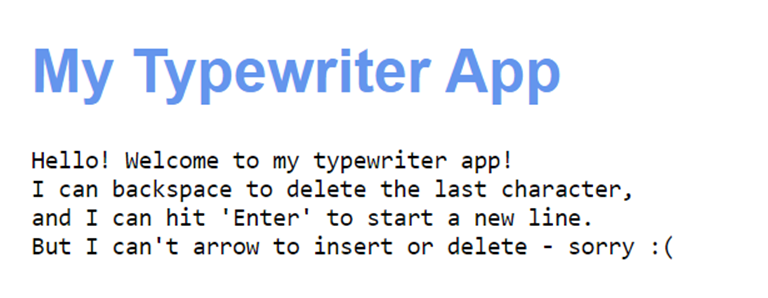 My Typewriter App
Hello! Welcome to my typewriter app!
I can backspace to delete the last character,
and I can hit 'Enter' to start a new line.
But I can't arrow to insert or delete - sorry :(